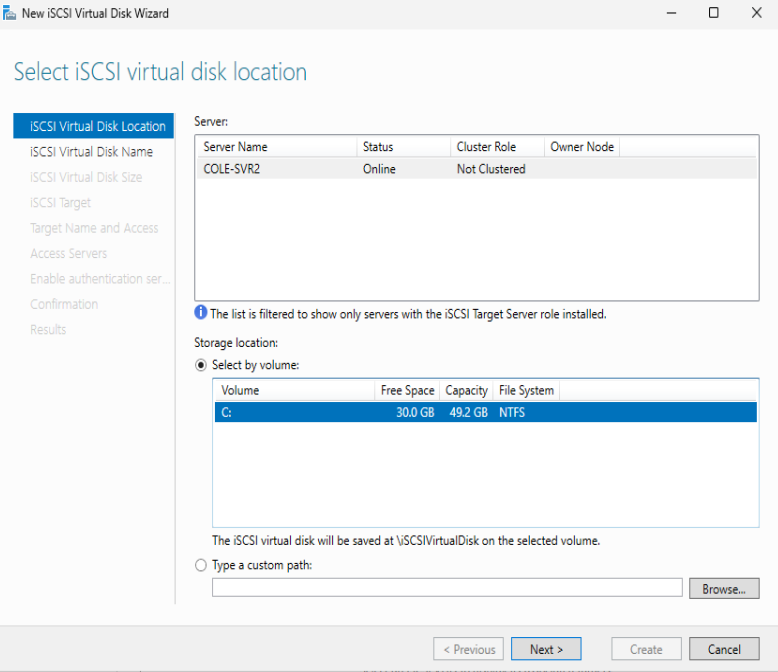 New iSCSI Virtual Disk Wizard
Select iSCSI virtual disk location
iSCSI Virtual Disk Location
iSCSI Virtual Disk Name
iSCSI Virtual Disk Size
iSCSI Target
Target Name and Access
Access Servers
Enable authentication ser...
Confirmation
Results
Server:
Server Name Status Cluster Role Owner Node
COLE-SVR2 Online Not Clustered
The list is filtered to show only servers with the iSCSI Target Server role installed.
Storage location:
Select by volume:
Volume Free Space Capacity File System
C: 30.0 GB 49.2 GB NTFS
The iSCSI virtual disk will be saved at \iSCSIVirtualDisk on the selected volume.
Type a custom path:
Browse...
< Previous Next > Create Cancel